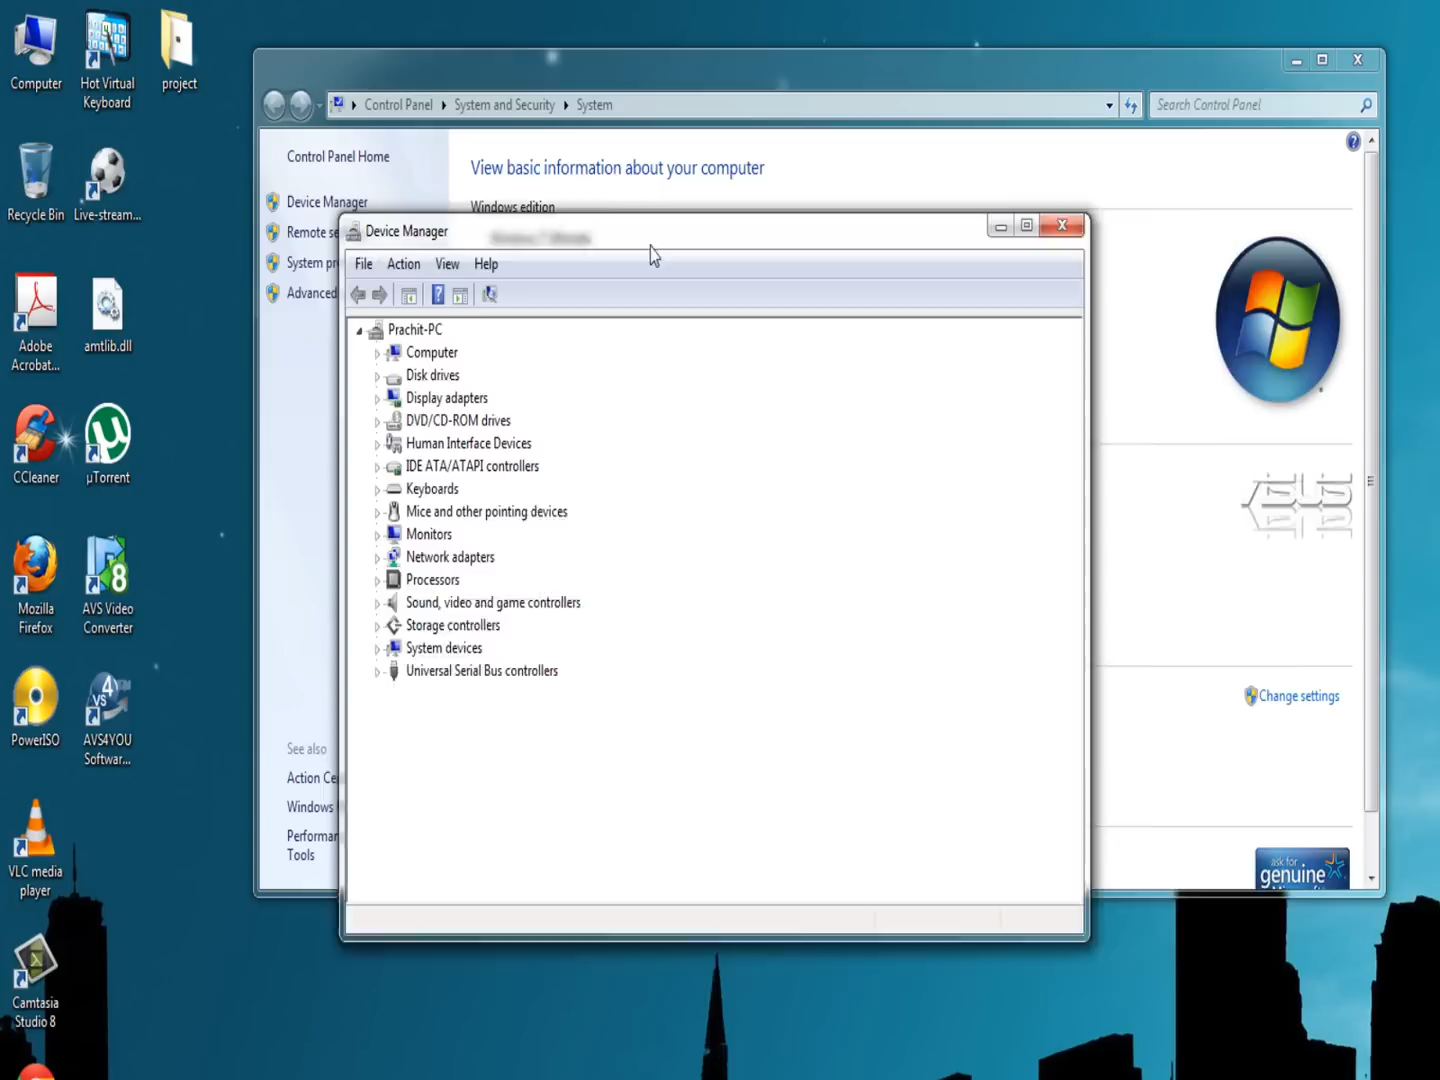 Computer
Hot Virtual
Keyboard
project
Recycle Bin
Live-stream...
Adobe
Acrobat...
amtlib.dll
CCleaner
µTorrent
Mozilla
Firefox
AVS Video
Converter
PowerISO
AVS4YOU
Softwar...
VLC media
player
Camtasia
Studio 8
Control Panel
System and Security
System
Search Control Panel
Control Panel Home
Device Manager
Remote se
System pr
Advanced
See also
Action Ce
Windows
Performan
Tools
View basic information about your computer
Windows edition
Device Manager
File Action View Help
Prachit-PC
Computer
Disk drives
Display adapters
DVD/CD-ROM drives
Human Interface Devices
IDE ATA/ATAPI controllers
Keyboards
Mice and other pointing devices
Monitors
Network adapters
Processors
Sound, video and game controllers
Storage controllers
System devices
Universal Serial Bus controllers
ASUS
Change settings
ask for
genuine